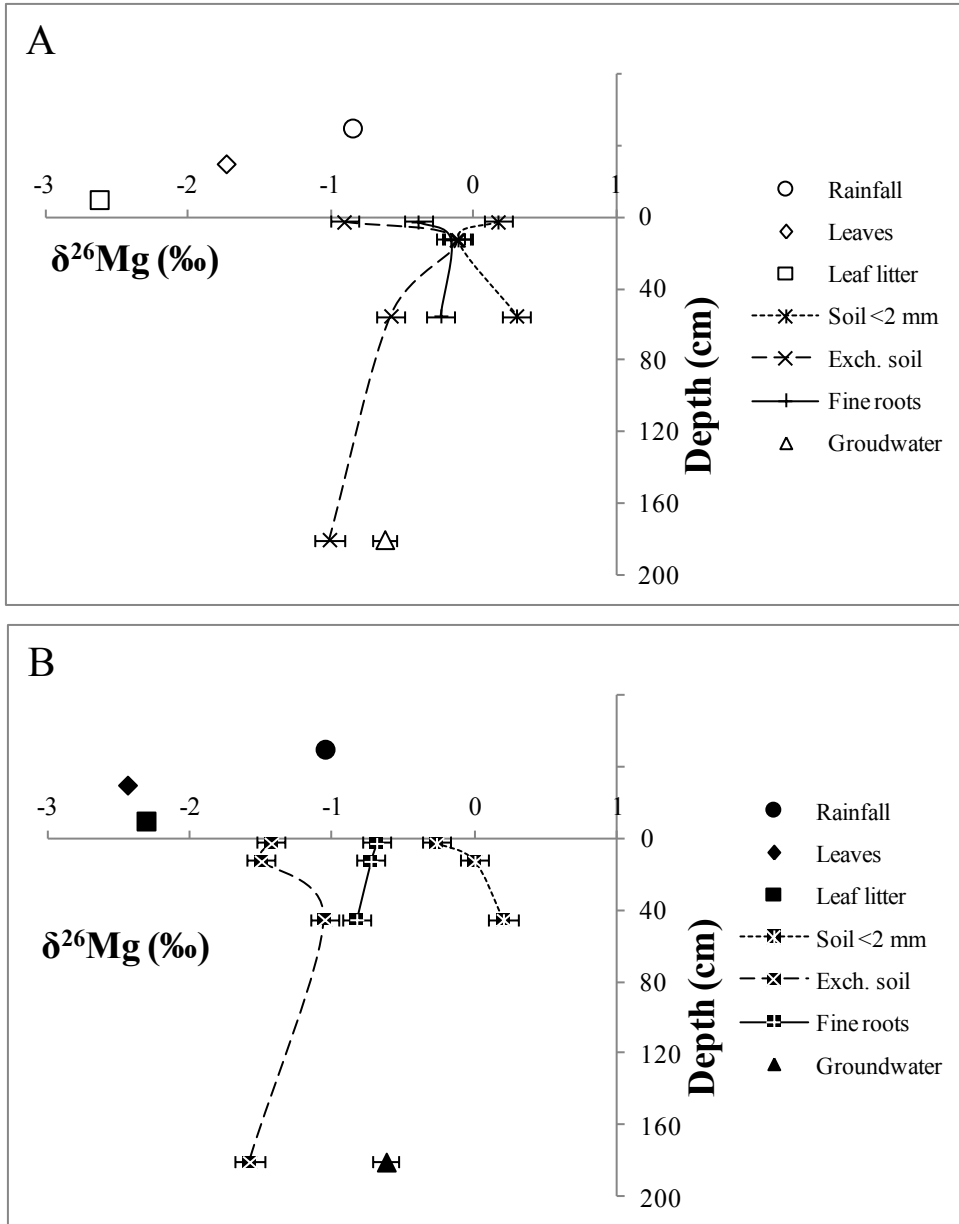 A
-3 -2 -1 0 1
δ²⁶Mg (‰)
0
40
80
120
160
200
Depth (cm)
Rainfall
Leaves
Leaf litter
Soil <2 mm
Exch. soil
Fine roots
Groudwater
B
-3 -2 -1 0 1
δ²⁶Mg (‰)
0
40
80
120
160
200
Depth (cm)
Rainfall
Leaves
Leaf litter
Soil <2 mm
Exch. soil
Fine roots
Groundwater